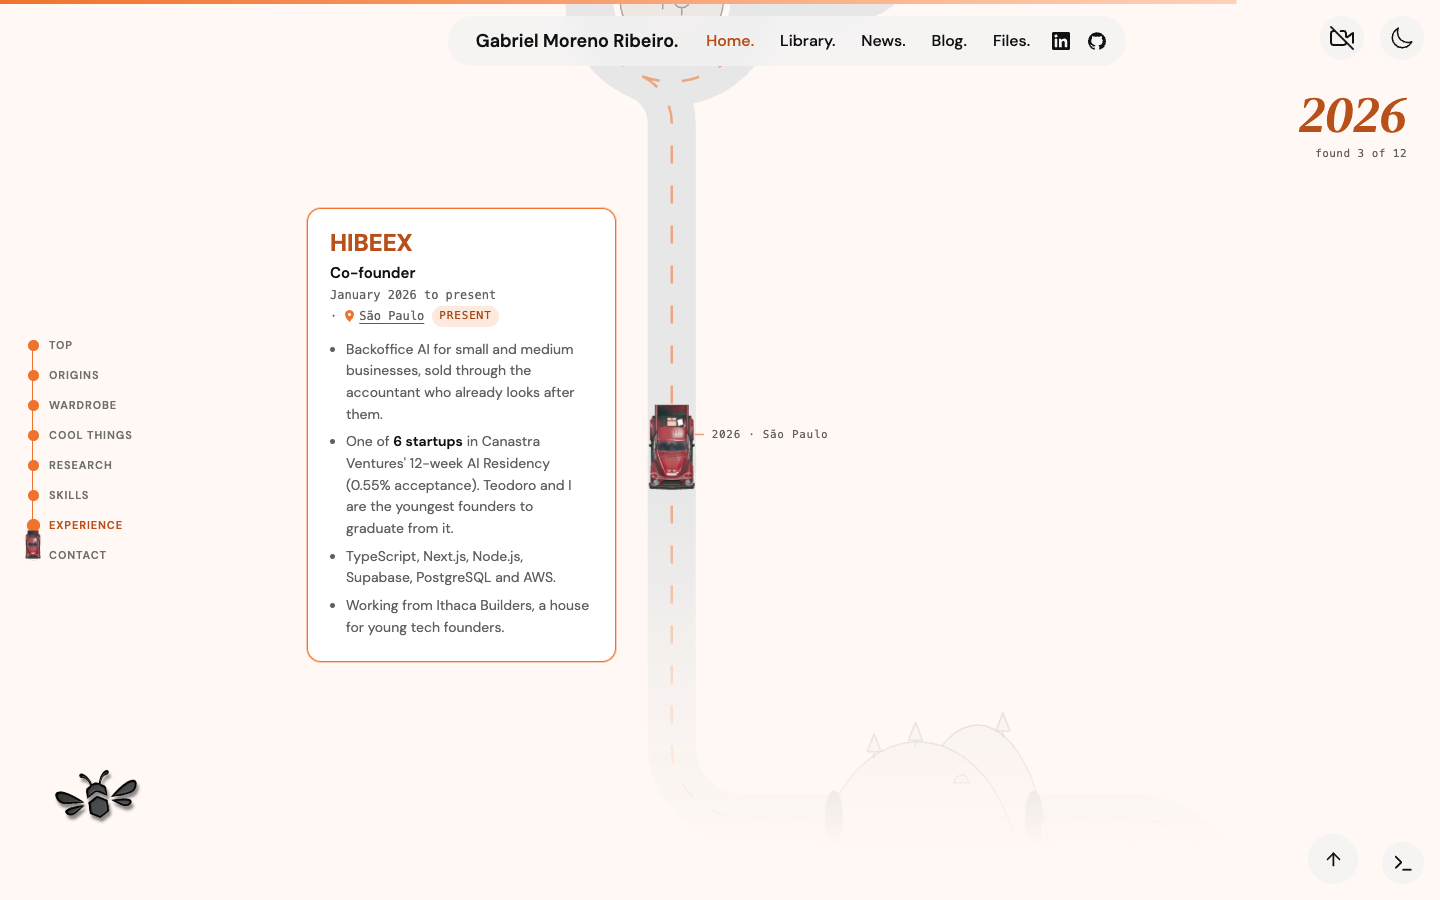 Gabriel Moreno Ribeiro. Home. Library. News. Blog. Files.
2026
found 3 of 12
HIBEEX
Co-founder
January 2026 to present
· São Paulo PRESENT
• Backoffice AI for small and medium
businesses, sold through the
accountant who already looks after
them.
• One of 6 startups in Canastra
Ventures' 12-week AI Residency
(0.55% acceptance). Teodoro and I
are the youngest founders to
graduate from it.
• TypeScript, Next.js, Node.js,
Supabase, PostgreSQL and AWS.
• Working from Ithaca Builders, a house
for young tech founders.
2026 · São Paulo
TOP
ORIGINS
WARDROBE
COOL THINGS
RESEARCH
SKILLS
EXPERIENCE
CONTACT